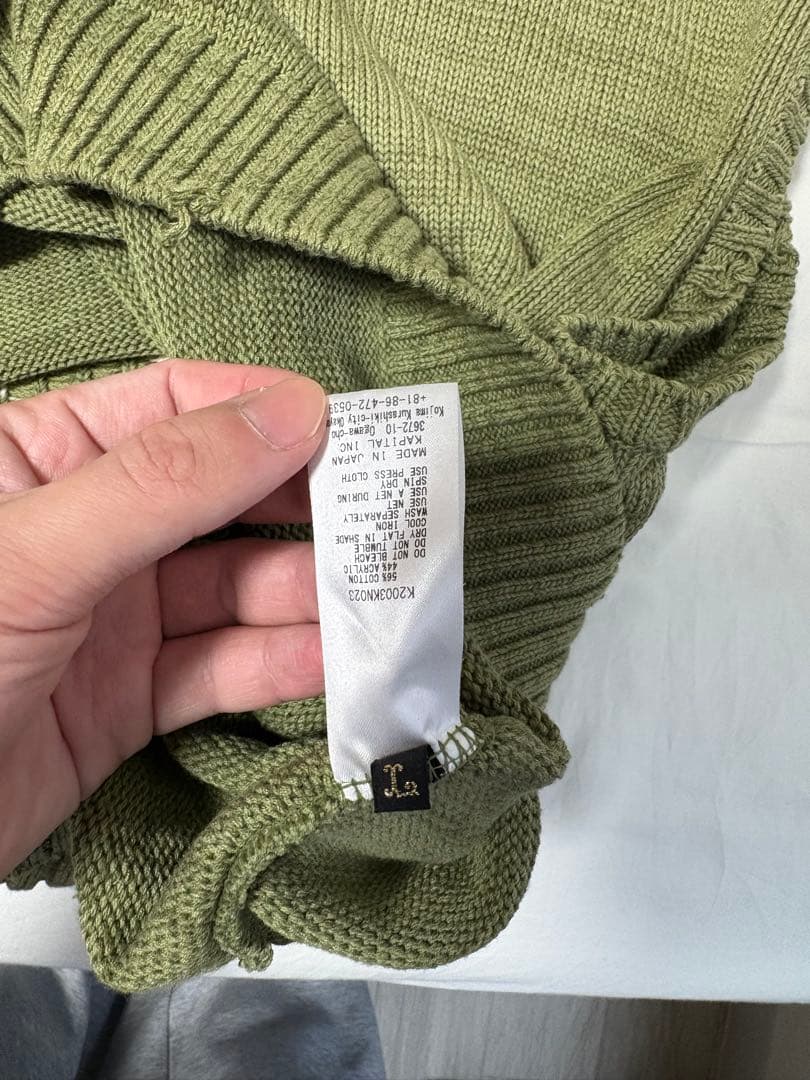 K2003KN023
56% COTTON
44% ACRYLIC
DO NOT BLEACH
DO NOT TUMBLE
DRY FLAT IN SHADE
COOL IRON
WASH SEPARATELY
USE NET
USE A NET DURING
SPIN DRY
USE PRESS CLOTH
MADE IN JAPAN
KAPITAL INC.
3672-10 Ogawa-cho
Kojima Kurashiki-city
+81-86-472-0539